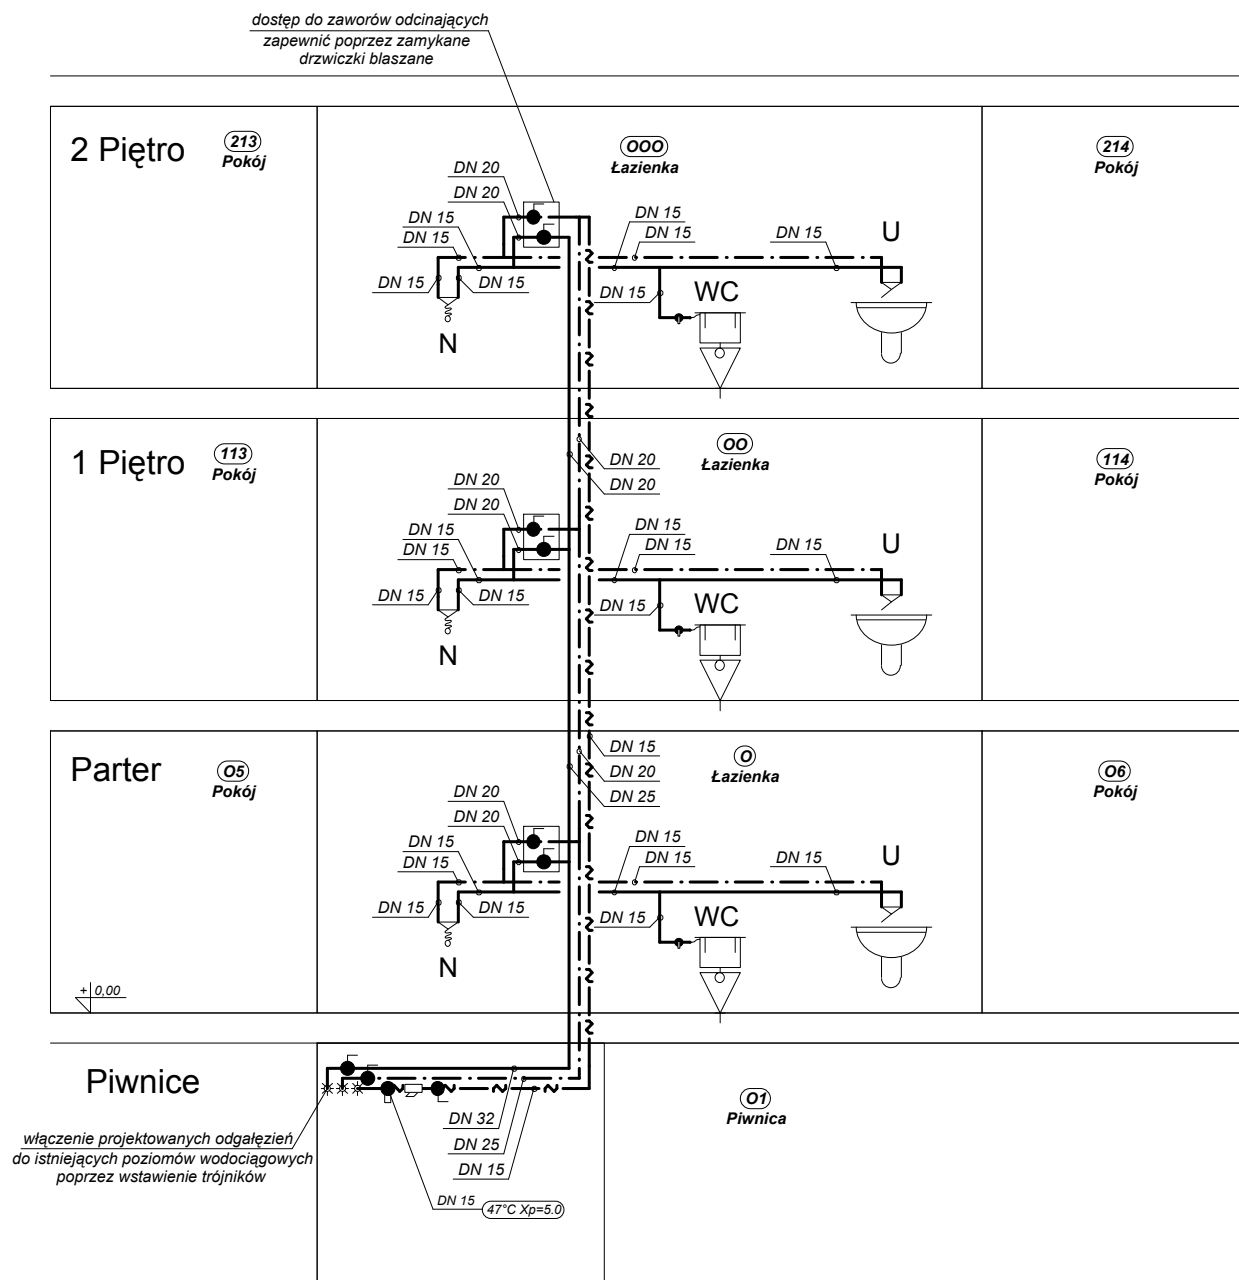 dostęp do zaworów odcinających
zapewnić poprzez zamykane
drzwiczki blaszane
2 Piętro
213
Pokój
OOO
Łazienka
214
Pokój
DN 20
DN 20
DN 15
DN 15
DN 15
DN 15
DN 15
DN 15
DN 15
DN 15
U
WC
N
1 Piętro
113
Pokój
OO
Łazienka
114
Pokój
DN 20
DN 20
DN 20
DN 20
DN 15
DN 15
DN 15
DN 15
DN 15
DN 15
DN 15
DN 15
U
WC
N
Parter
O5
Pokój
O
Łazienka
O6
Pokój
DN 15
DN 20
DN 25
DN 20
DN 20
DN 15
DN 15
DN 15
DN 15
DN 15
DN 15
DN 15
DN 15
U
WC
N
+ 0,00
Piwnice
O1
Piwnica
DN 32
DN 25
DN 15
włączenie projektowanych odgałęzień
do istniejących poziomów wodociągowych
poprzez wstawienie trójników
DN 15
47°C Xp=5.0